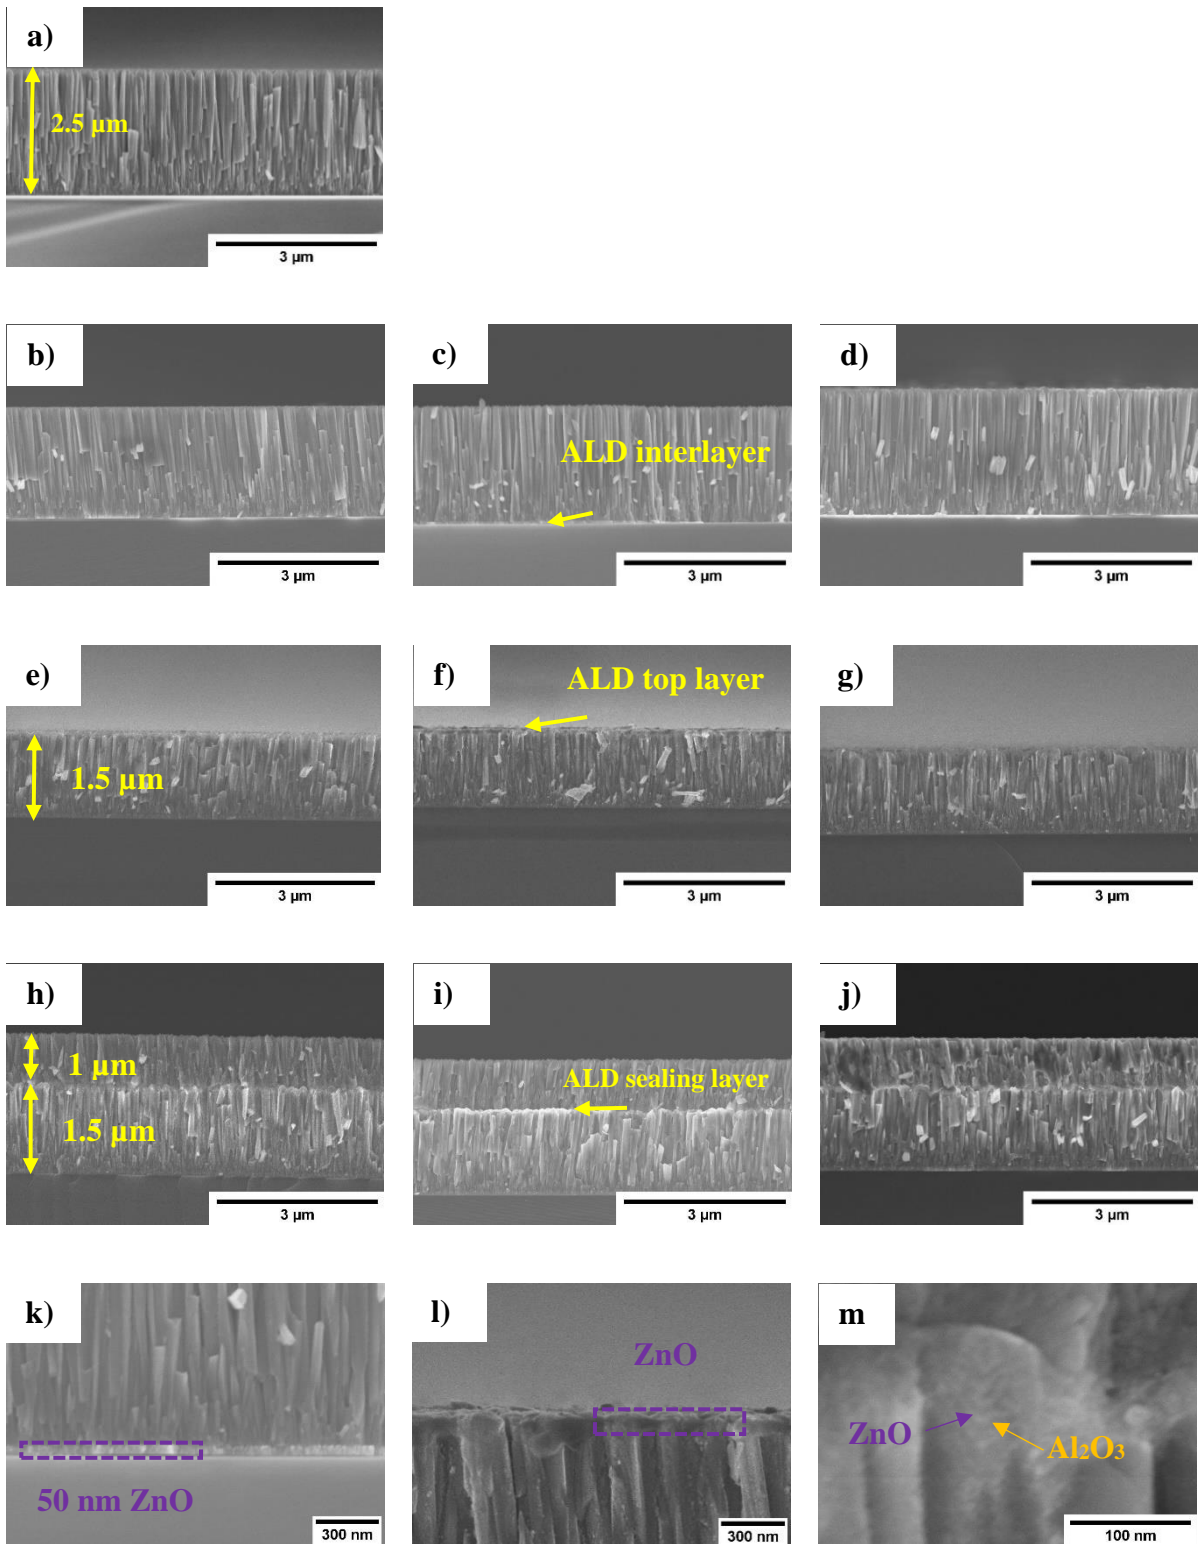 a)
2.5 µm
3 µm
b)
c)
d)
ALD interlayer
3 µm
3 µm
3 µm
e)
f)
g)
ALD top layer
1.5 µm
3 µm
3 µm
3 µm
h)
i)
j)
1 µm
ALD sealing layer
1.5 µm
3 µm
3 µm
3 µm
k)
l)
m
ZnO
ZnO
Al₂O₃
50 nm ZnO
300 nm
300 nm
100 nm